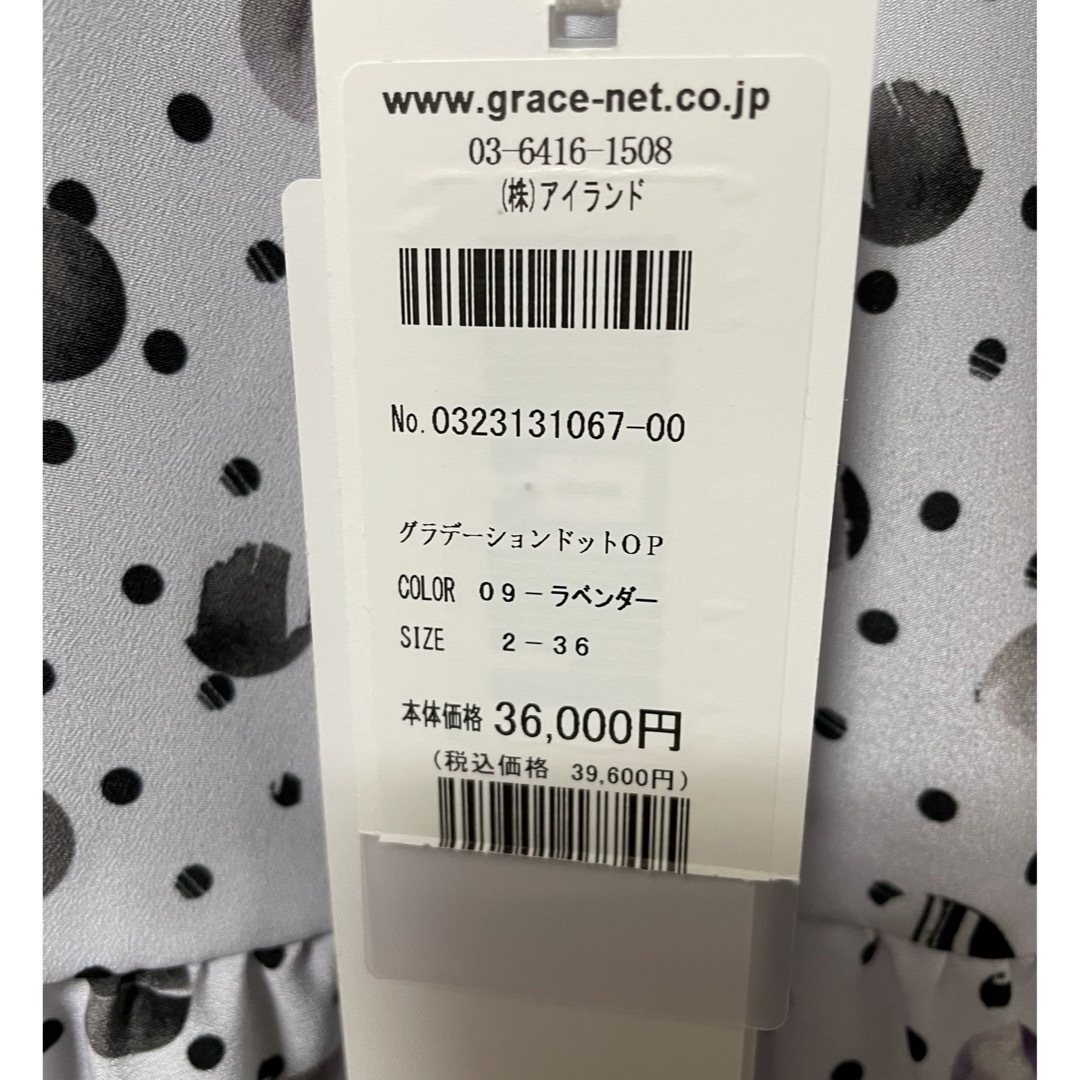 www.grace-net.co.jp
03-6416-1508
(株)アイランド
No.0323131067-00
グラデーションドットOP
COLOR 09-ラベンダー
SIZE 2-36
本体価格 36,000円
(税込価格 39,600円)